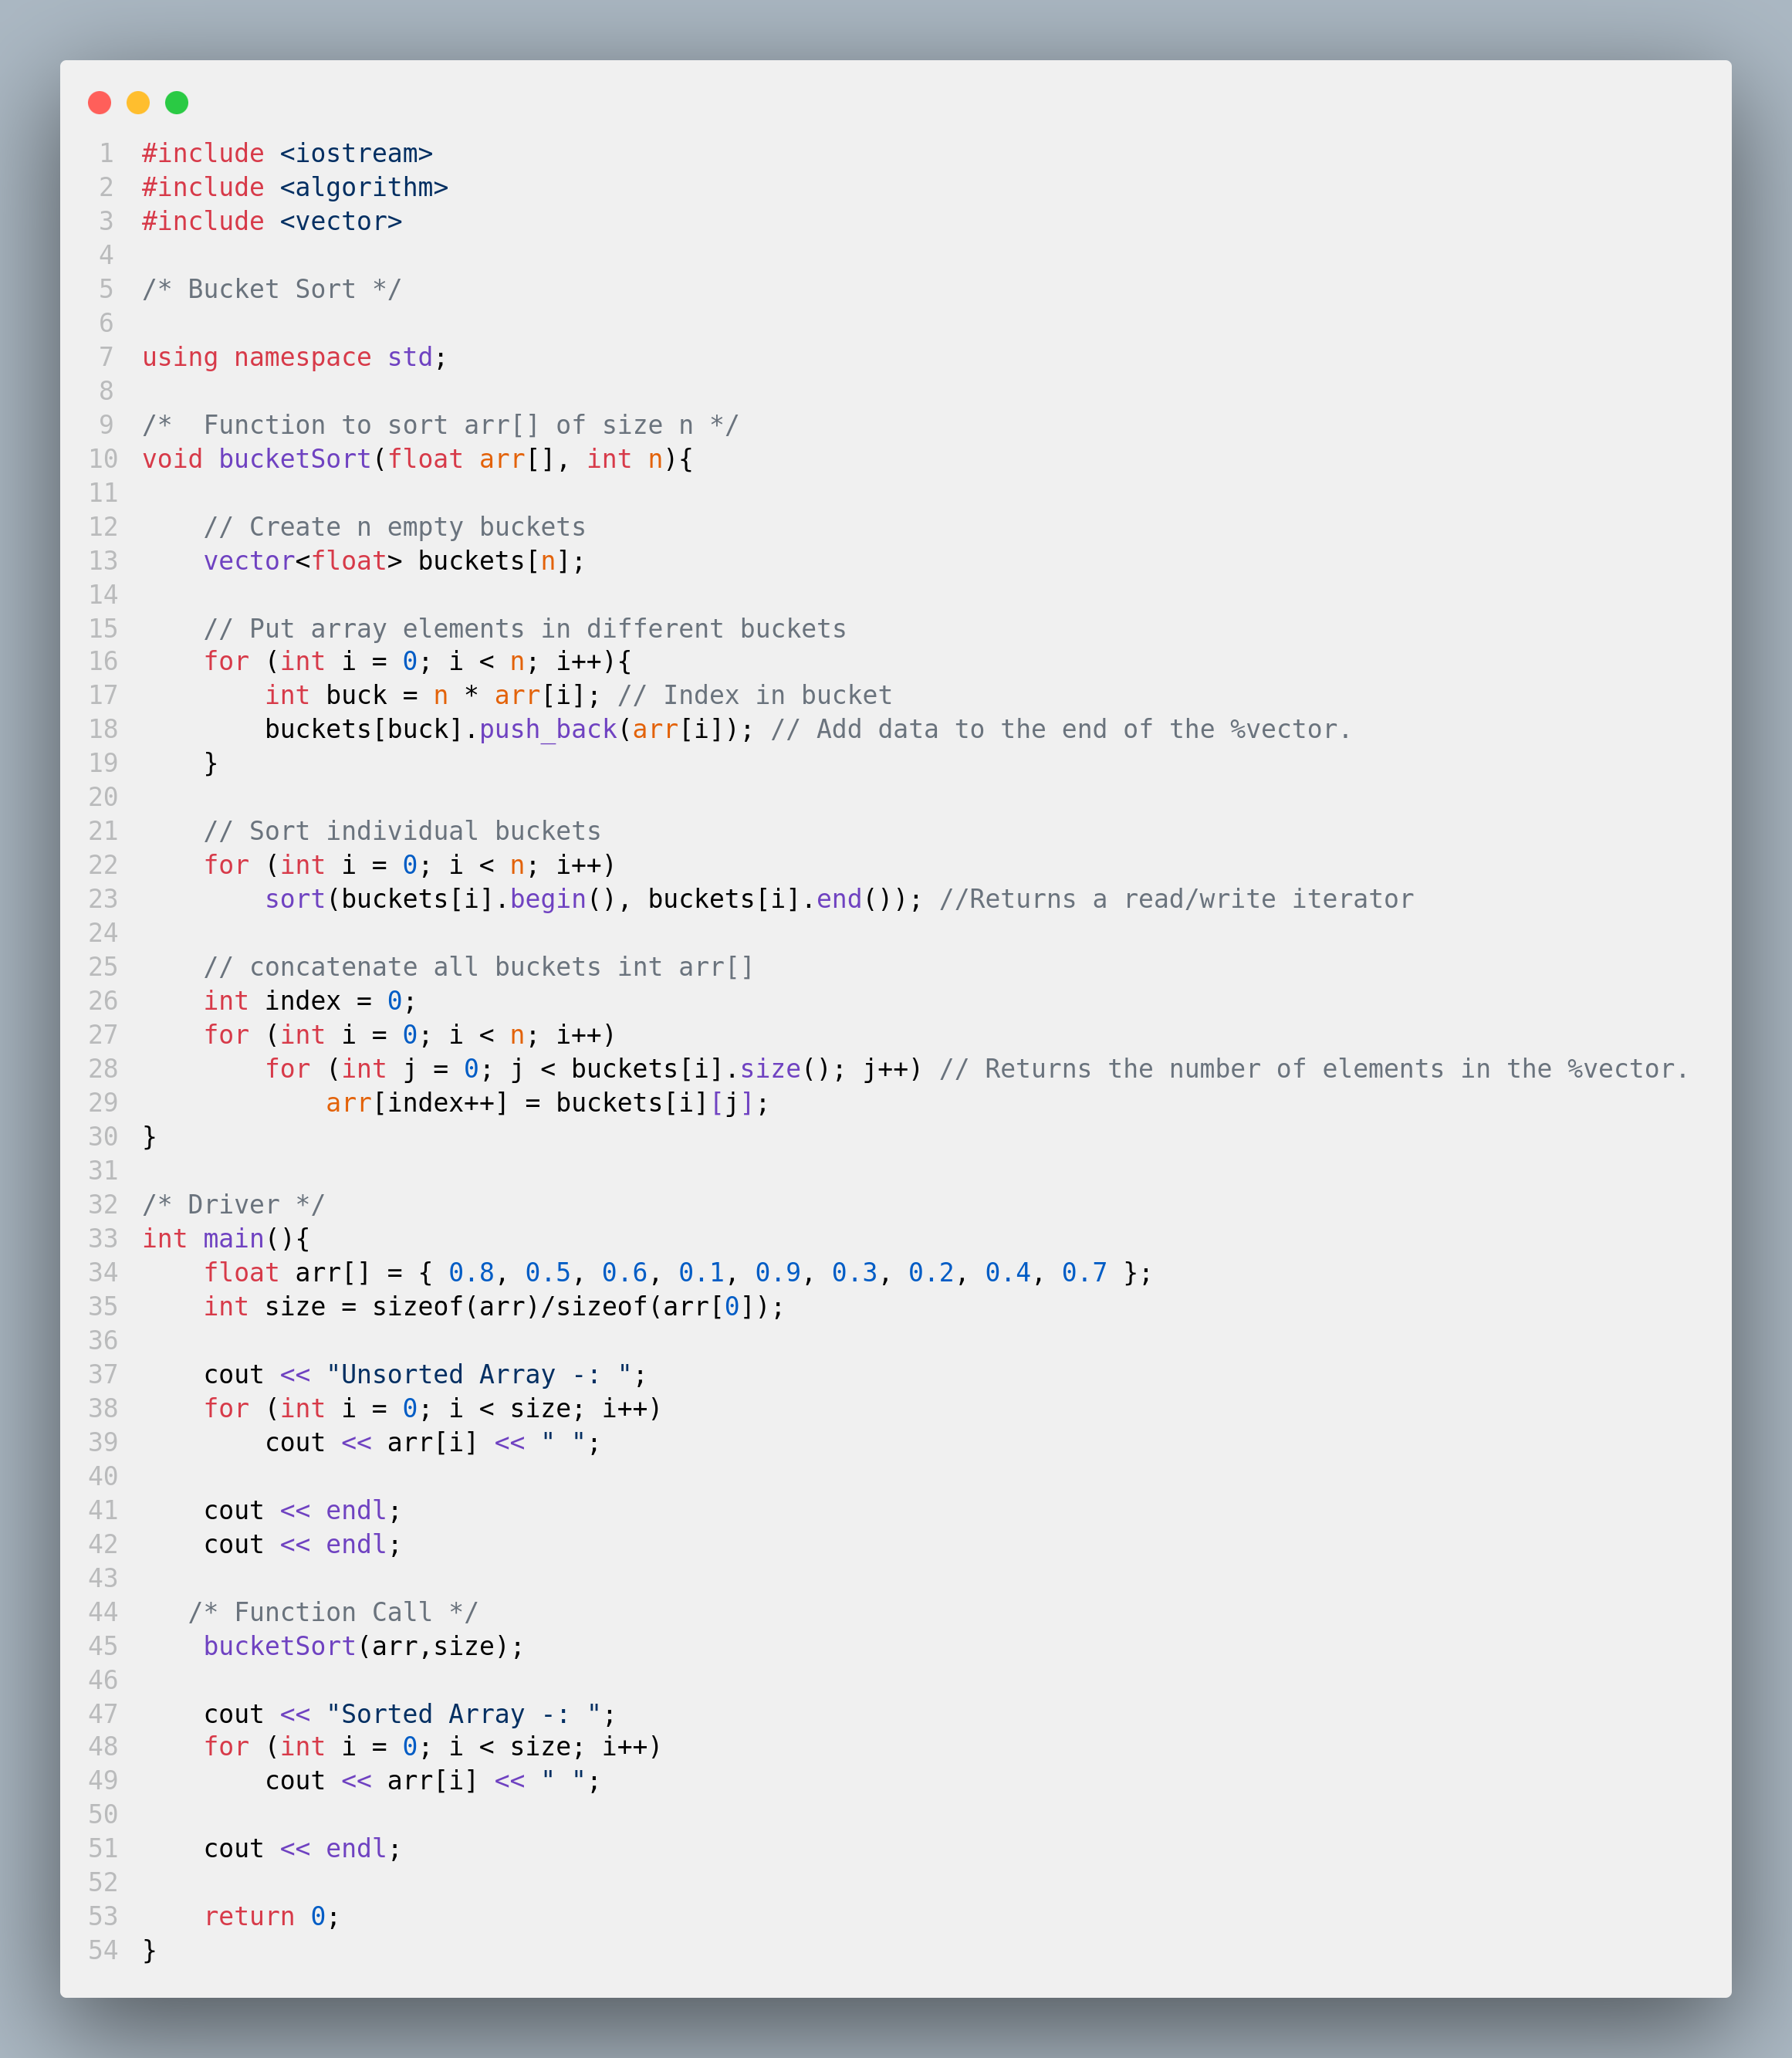 1 #include <iostream>
2 #include <algorithm>
3 #include <vector>
4
5 /* Bucket Sort */
6
7 using namespace std;
8
9 /*  Function to sort arr[] of size n */
10 void bucketSort(float arr[], int n){
11
12     // Create n empty buckets
13     vector<float> buckets[n];
14
15     // Put array elements in different buckets
16     for (int i = 0; i < n; i++){
17         int buck = n * arr[i]; // Index in bucket
18         buckets[buck].push_back(arr[i]); // Add data to the end of the %vector.
19     }
20
21     // Sort individual buckets
22     for (int i = 0; i < n; i++)
23         sort(buckets[i].begin(), buckets[i].end()); //Returns a read/write iterator
24
25     // concatenate all buckets int arr[]
26     int index = 0;
27     for (int i = 0; i < n; i++)
28         for (int j = 0; j < buckets[i].size(); j++) // Returns the number of elements in the %vector.
29             arr[index++] = buckets[i][j];
30 }
31
32 /* Driver */
33 int main(){
34     float arr[] = { 0.8, 0.5, 0.6, 0.1, 0.9, 0.3, 0.2, 0.4, 0.7 };
35     int size = sizeof(arr)/sizeof(arr[0]);
36
37     cout << "Unsorted Array -: ";
38     for (int i = 0; i < size; i++)
39         cout << arr[i] << " ";
40
41     cout << endl;
42     cout << endl;
43
44    /* Function Call */
45     bucketSort(arr,size);
46
47     cout << "Sorted Array -: ";
48     for (int i = 0; i < size; i++)
49         cout << arr[i] << " ";
50
51     cout << endl;
52
53     return 0;
54 }